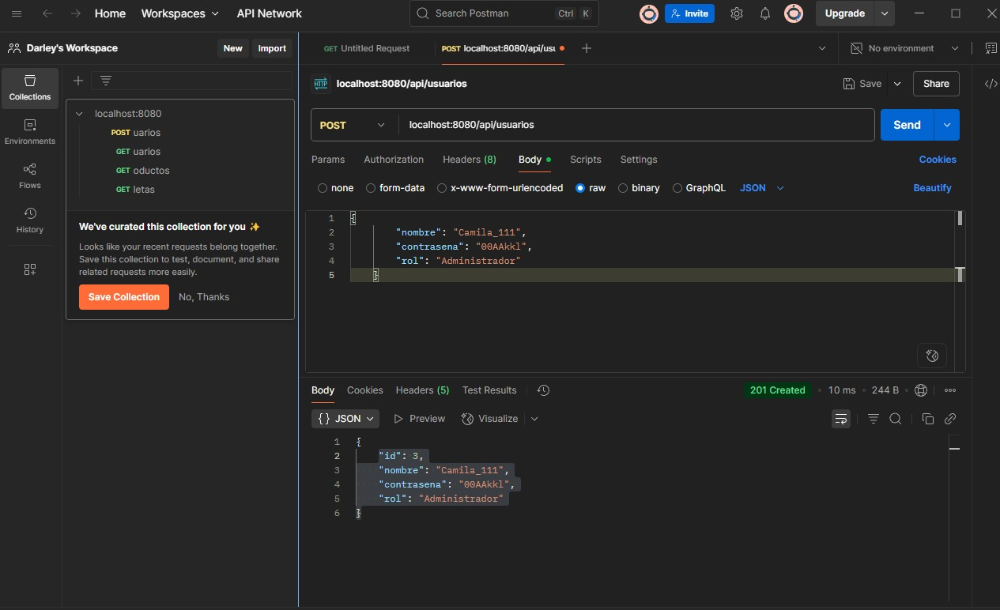 Home Workspaces API Network Search Postman Ctrl K Invite Upgrade
Darley's Workspace New Import GET Untitled Request POST localhost:8080/api/usu No environment
Collections
Environments
Flows
History
localhost:8080
POST uarios
GET uarios
GET oductos
GET letas
We've curated this collection for you ✨
Looks like your recent requests belong together.
Save this collection to test, document, and share
related requests more easily.
Save Collection No, Thanks
HTTP localhost:8080/api/usuarios Save Share
POST localhost:8080/api/usuarios Send
Params Authorization Headers (8) Body Scripts Settings Cookies
none form-data x-www-form-urlencoded raw binary GraphQL JSON Beautify
1 {
2 "nombre": "Camila_111",
3 "contrasena": "00AAkkl",
4 "rol": "Administrador"
5 }
Body Cookies Headers (5) Test Results 201 Created • 10 ms • 244 B
{} JSON Preview Visualize
1 {
2 "id": 3,
3 "nombre": "Camila_111",
4 "contrasena": "00AAkkl",
5 "rol": "Administrador"
6 }